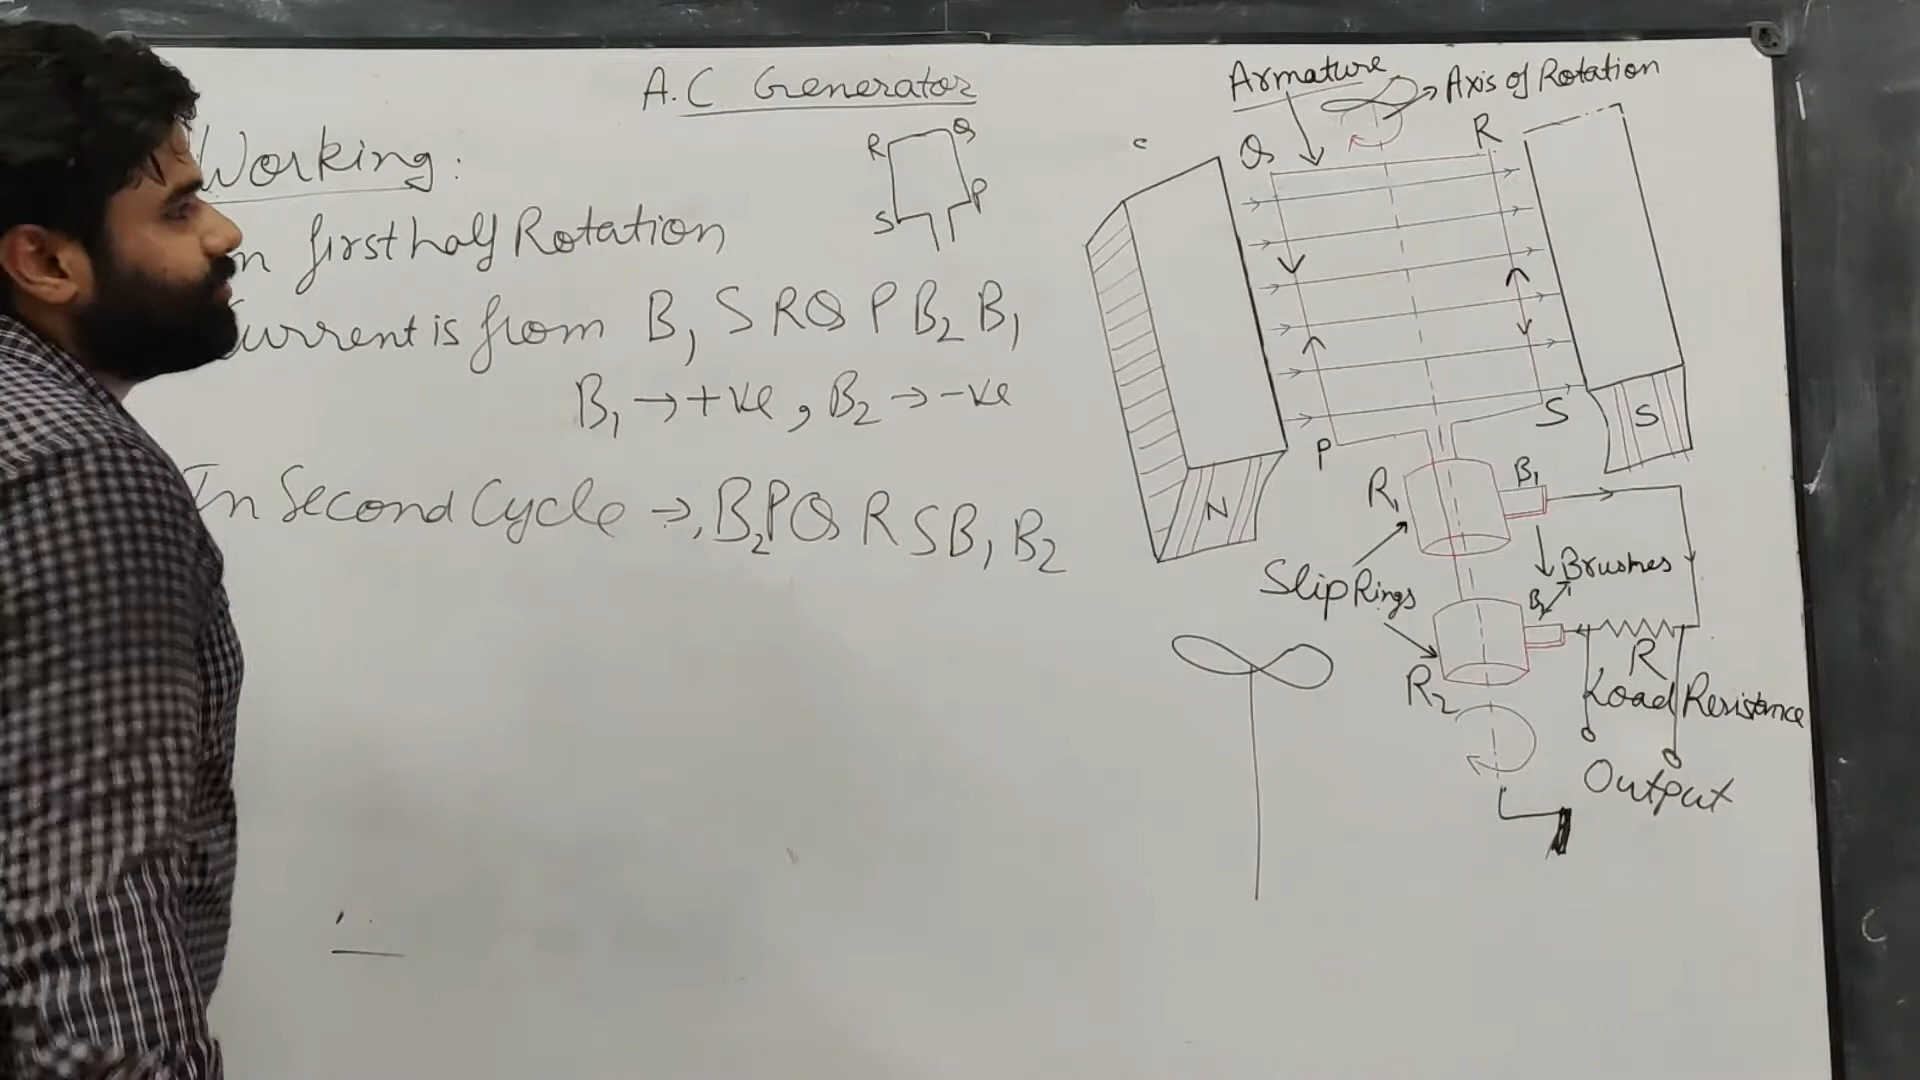 A.C Generator
Working:
R Q
S P
n first half Rotation
Current is from B₁ S R Q P B₂ B₁
B₁ → +ve, B₂ → -ve
In Second Cycle → B₂ P Q R S B₁ B₂
Armature
Axis of Rotation
Q R
P S
N S
R₁ B₁
Slip Rings
Brushes
B₂
R₂
R
Load Resistance
Output